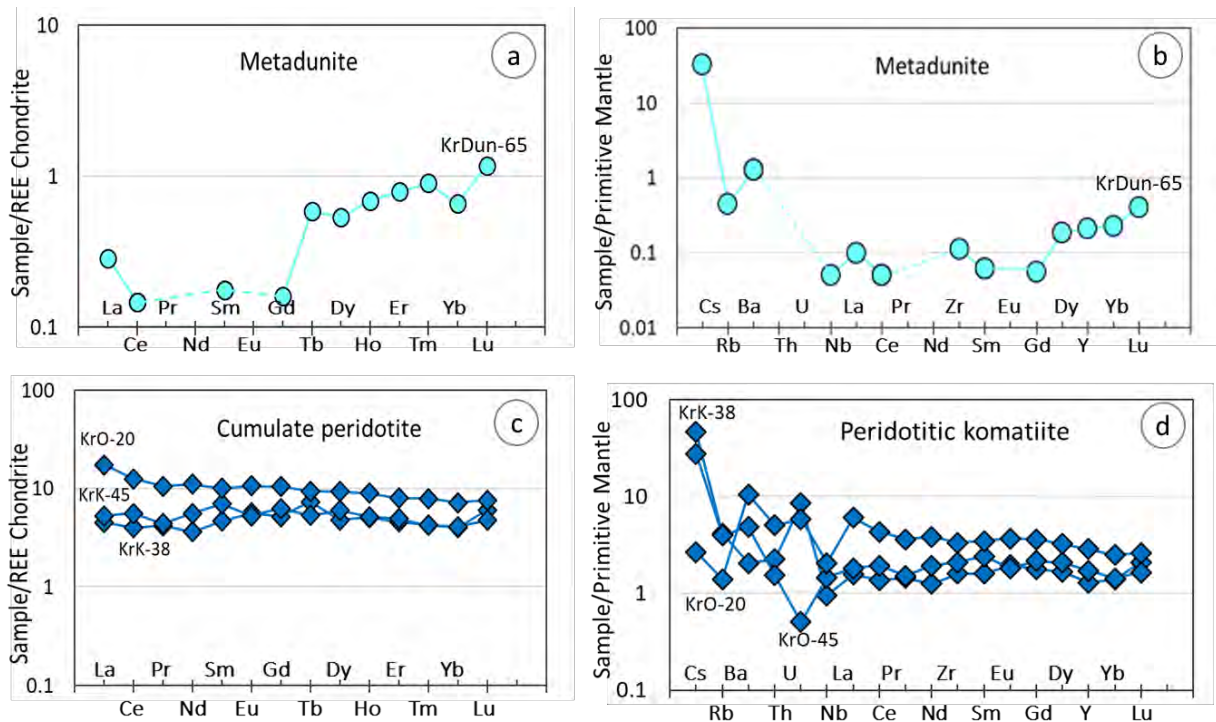 a
Metadunite
Sample/REE Chondrite
10
1
0.1
KrDun-65
La Pr Sm Gd Dy Er Yb
Ce Nd Eu Tb Ho Tm Lu
b
Metadunite
Sample/Primitive Mantle
100
10
1
0.1
0.01
KrDun-65
Cs Ba U La Pr Zr Eu Dy Yb
Rb Th Nb Ce Nd Sm Gd Y Lu
c
Cumulate peridotite
Sample/REE Chondrite
100
10
1
0.1
KrO-20
KrK-45
KrK-38
La Pr Sm Gd Dy Er Yb
Ce Nd Eu Tb Ho Tm Lu
d
Peridotitic komatiite
Sample/Primitive Mantle
100
10
1
0.1
KrK-38
KrO-20
KrO-45
Cs Ba U La Pr Zr Eu Dy Yb
Rb Th Nb Ce Nd Sm Gd Y Lu